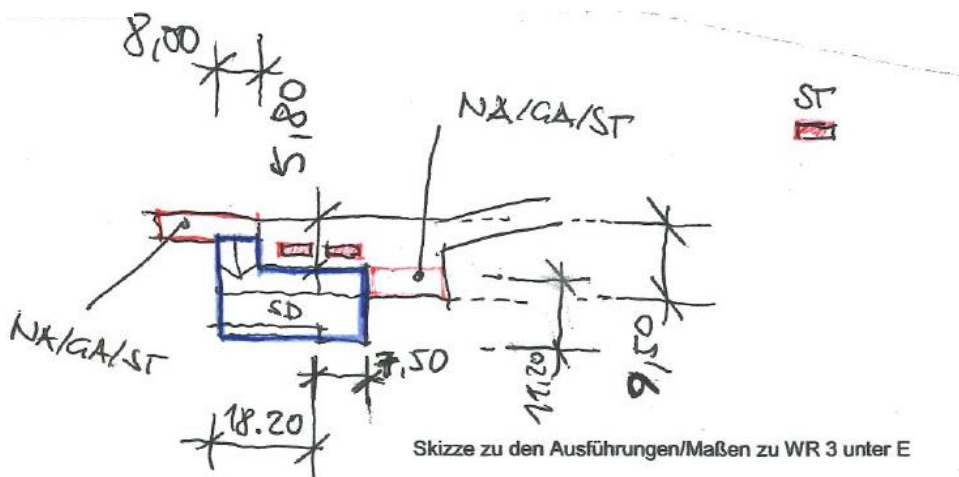 8,00
5,80
NA/GA/ST
ST
NA/GA/ST
SD
7,50
18.20
11,20
9,50
Skizze zu den Ausführungen/Maßen zu WR 3 unter E